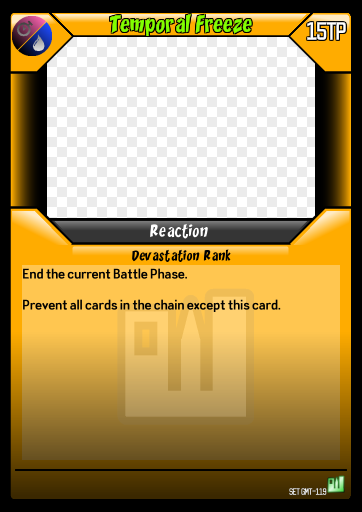 Temporal Freeze
15TP
Reaction
Devastation Rank
End the current Battle Phase.
Prevent all cards in the chain except this card.
SET GMT-119